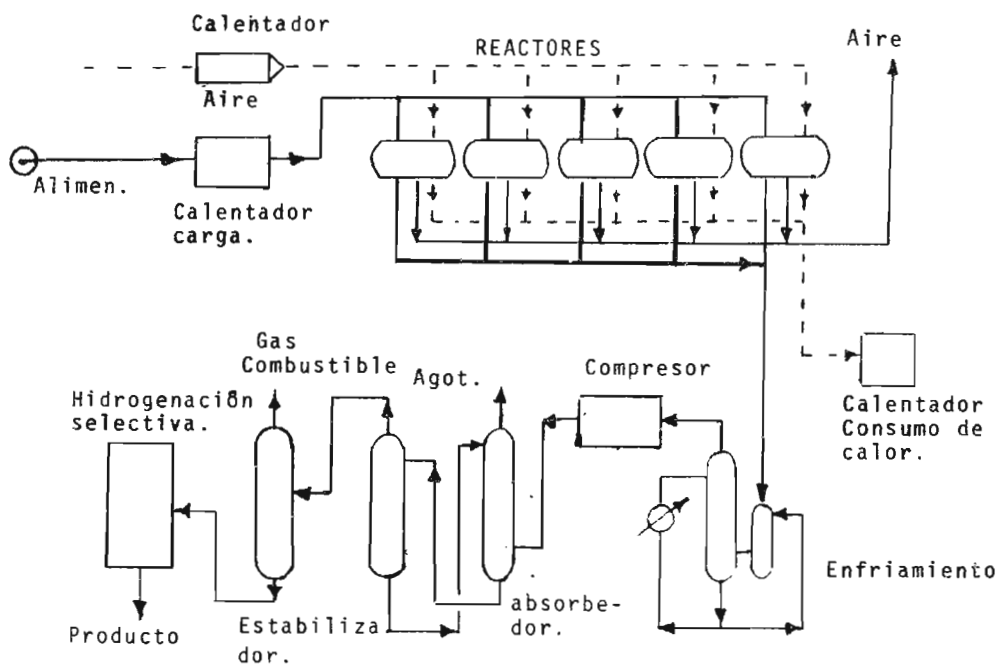 Calentador
REACTORES
Aire
Aire
Alimen.
Calentador
carga.
Gas
Combustible
Agot.
Compresor
Hidrogenación
selectiva.
Calentador
Consumo de
calor.
Enfriamiento
absorbe-
dor.
Producto
Estabiliza
dor.